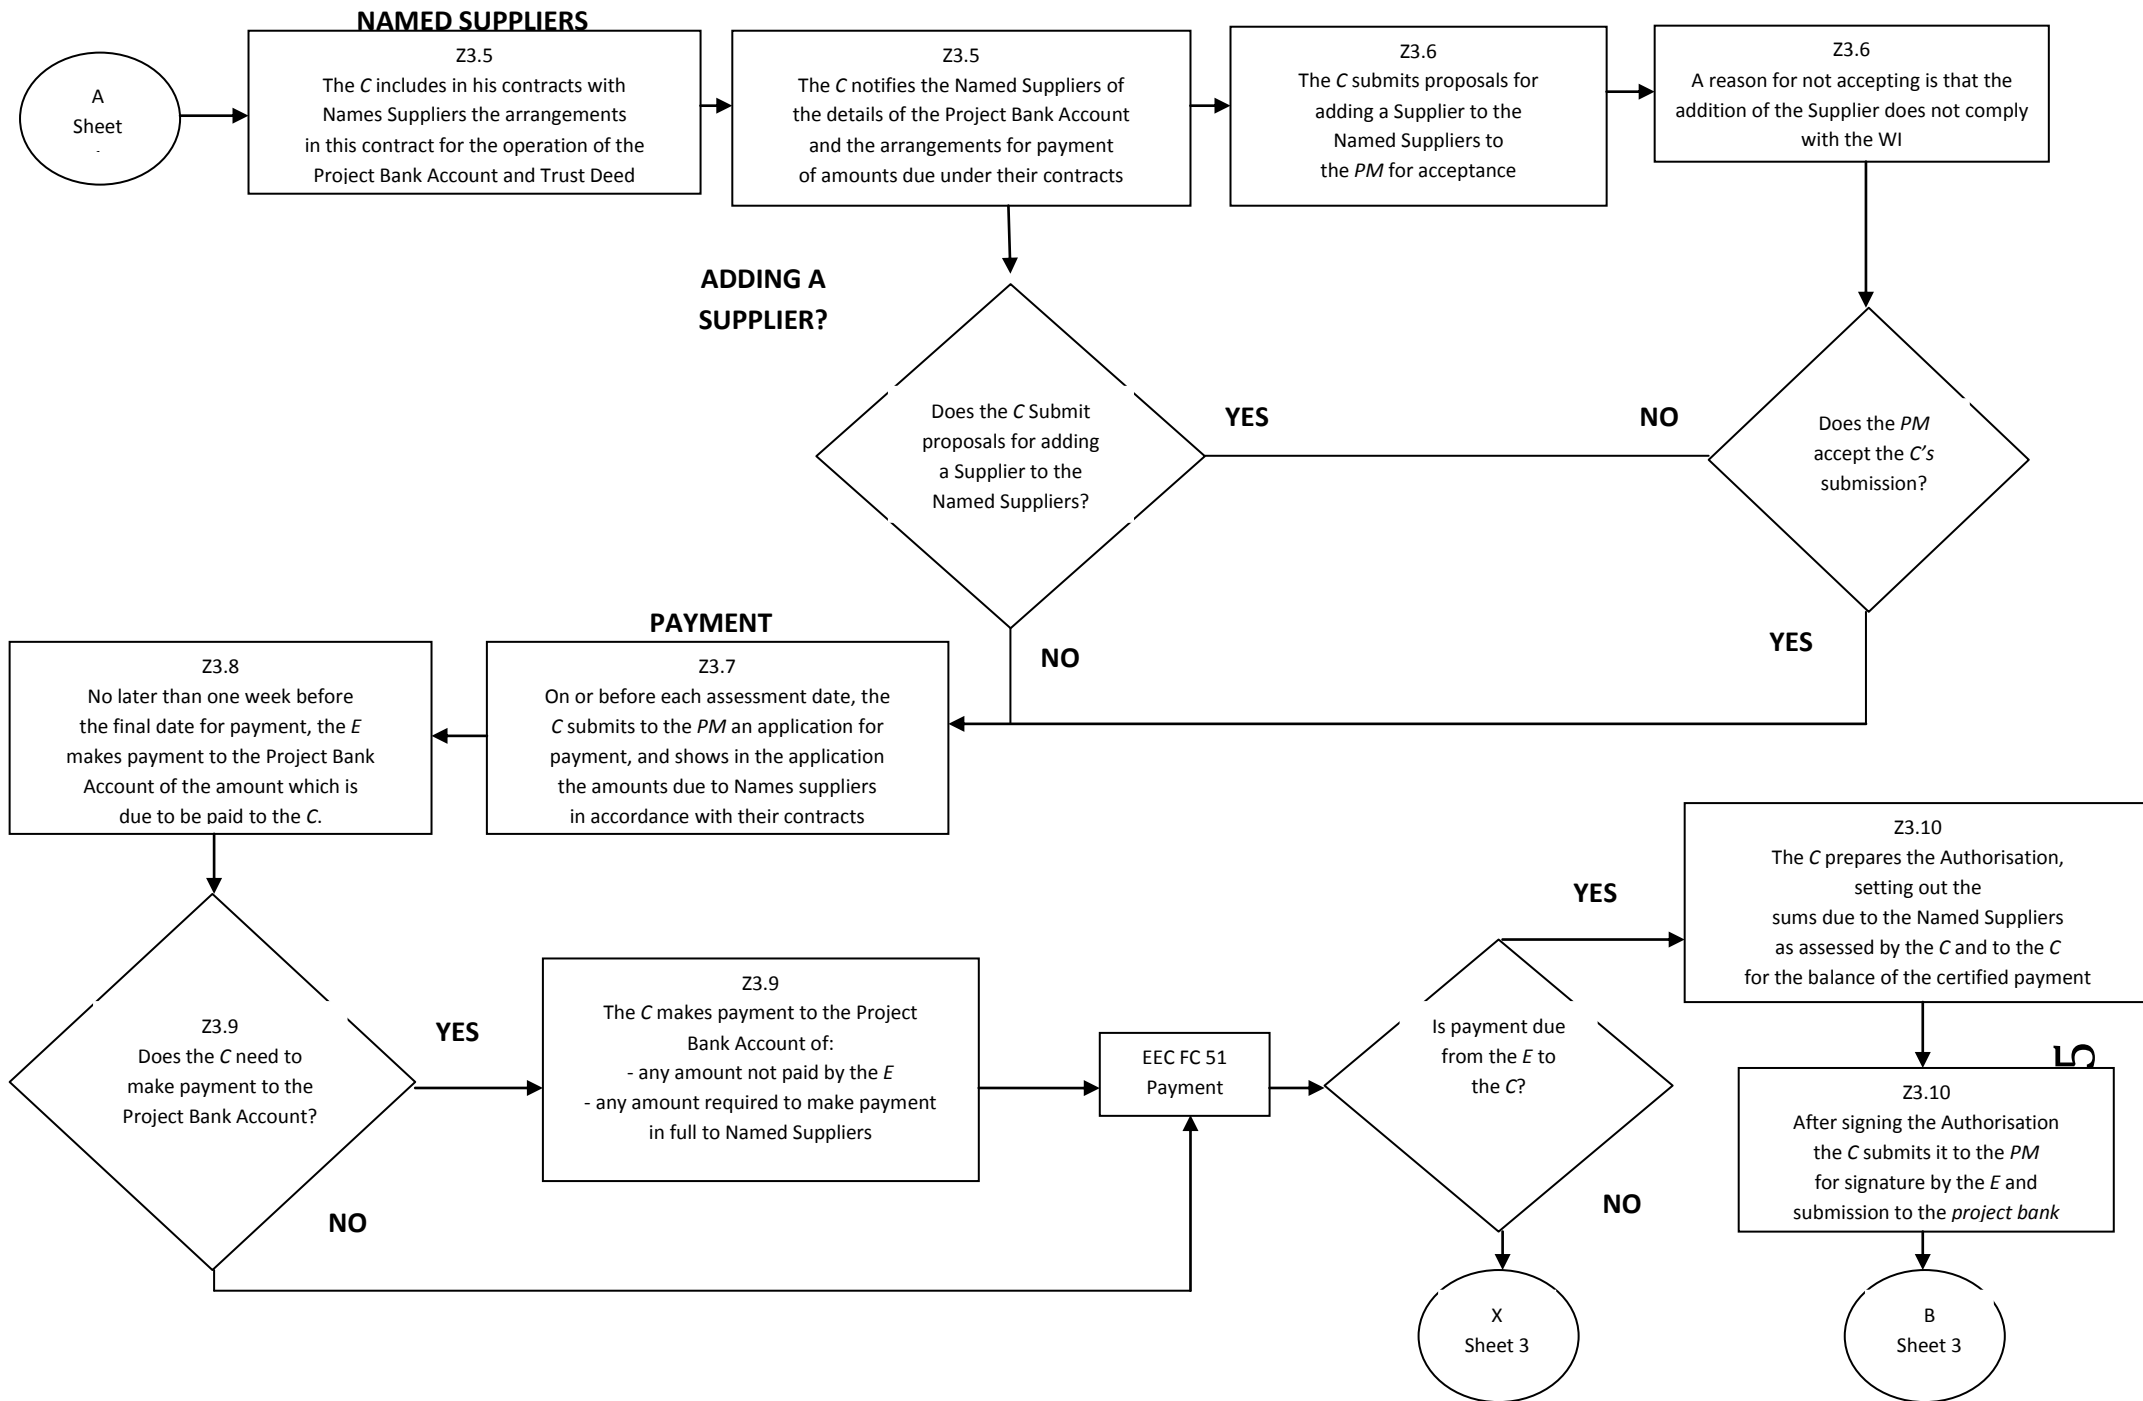 NAMED SUPPLIERS
A
Sheet
Z3.5
The C includes in his contracts with
Names Suppliers the arrangements
in this contract for the operation of the
Project Bank Account and Trust Deed
Z3.5
The C notifies the Named Suppliers of
the details of the Project Bank Account
and the arrangements for payment
of amounts due under their contracts
Z3.6
The C submits proposals for
adding a Supplier to the
Named Suppliers to
the PM for acceptance
Z3.6
A reason for not accepting is that the
addition of the Supplier does not comply
with the WI
ADDING A
SUPPLIER?
Does the C Submit
proposals for adding
a Supplier to the
Named Suppliers?
YES
NO
Does the PM
accept the C's
submission?
NO
YES
PAYMENT
Z3.8
No later than one week before
the final date for payment, the E
makes payment to the Project Bank
Account of the amount which is
due to be paid to the C.
Z3.7
On or before each assessment date, the
C submits to the PM an application for
payment, and shows in the application
the amounts due to Names suppliers
in accordance with their contracts
Z3.9
Does the C need to
make payment to the
Project Bank Account?
YES
NO
Z3.9
The C makes payment to the Project
Bank Account of:
- any amount not paid by the E
- any amount required to make payment
in full to Named Suppliers
EEC FC 51
Payment
Is payment due
from the E to
the C?
YES
NO
Z3.10
The C prepares the Authorisation,
setting out the
sums due to the Named Suppliers
as assessed by the C and to the C
for the balance of the certified payment
5
Z3.10
After signing the Authorisation
the C submits it to the PM
for signature by the E and
submission to the project bank
X
Sheet 3
B
Sheet 3